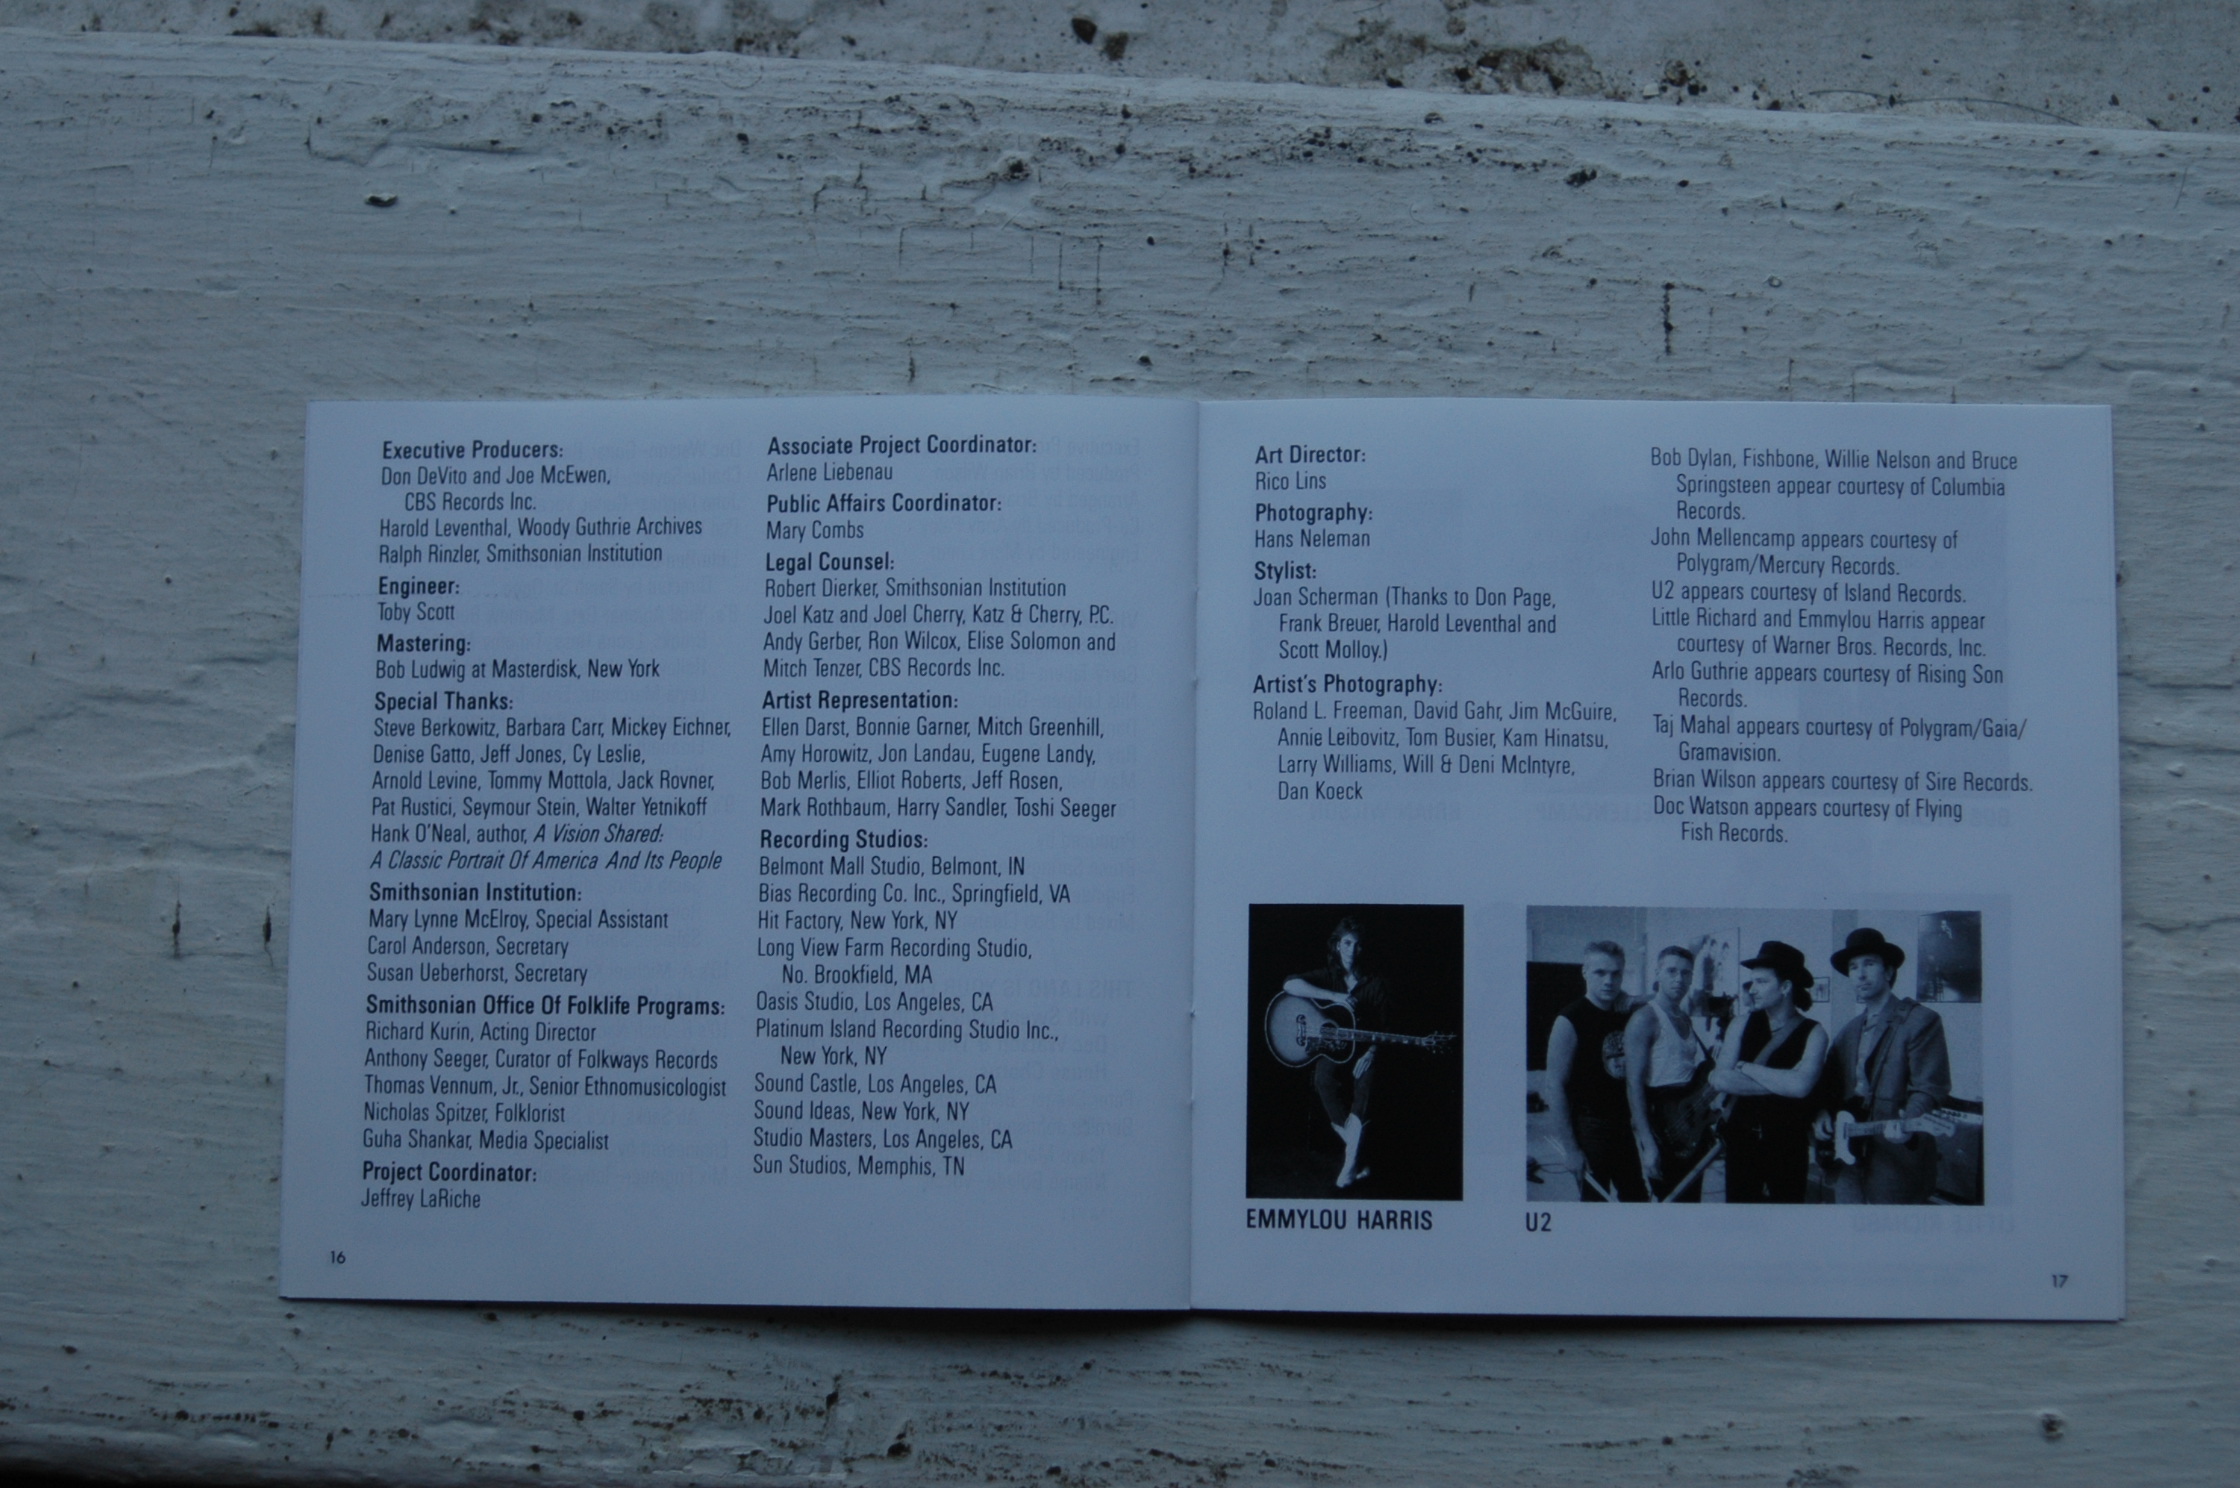 Executive Producers:
Don DeVito and Joe McEwen,
CBS Records Inc.
Harold Leventhal, Woody Guthrie Archives
Ralph Rinzler, Smithsonian Institution
Engineer:
Toby Scott
Mastering:
Bob Ludwig at Masterdisk, New York
Special Thanks:
Steve Berkowitz, Barbara Carr, Mickey Eichner,
Denise Gatto, Jeff Jones, Cy Leslie,
Arnold Levine, Tommy Mottola, Jack Rovner,
Pat Rustici, Seymour Stein, Walter Yetnikoff
Hank O'Neal, author, A Vision Shared:
A Classic Portrait Of America And Its People
Smithsonian Institution:
Mary Lynne McElroy, Special Assistant
Carol Anderson, Secretary
Susan Ueberhorst, Secretary
Smithsonian Office Of Folklife Programs:
Richard Kurin, Acting Director
Anthony Seeger, Curator of Folkways Records
Thomas Vennum, Jr., Senior Ethnomusicologist
Nicholas Spitzer, Folklorist
Guha Shankar, Media Specialist
Project Coordinator:
Jeffrey LaRiche
16
Associate Project Coordinator:
Arlene Liebenau
Public Affairs Coordinator:
Mary Combs
Legal Counsel:
Robert Dierker, Smithsonian Institution
Joel Katz and Joel Cherry, Katz & Cherry, P.C.
Andy Gerber, Ron Wilcox, Elise Solomon and
Mitch Tenzer, CBS Records Inc.
Artist Representation:
Ellen Darst, Bonnie Garner, Mitch Greenhill,
Amy Horowitz, Jon Landau, Eugene Landy,
Bob Merlis, Elliot Roberts, Jeff Rosen,
Mark Rothbaum, Harry Sandler, Toshi Seeger
Recording Studios:
Belmont Mall Studio, Belmont, IN
Bias Recording Co. Inc., Springfield, VA
Hit Factory, New York, NY
Long View Farm Recording Studio,
No. Brookfield, MA
Oasis Studio, Los Angeles, CA
Platinum Island Recording Studio Inc.,
New York, NY
Sound Castle, Los Angeles, CA
Sound Ideas, New York, NY
Studio Masters, Los Angeles, CA
Sun Studios, Memphis, TN
Art Director:
Rico Lins
Photography:
Hans Neleman
Stylist:
Joan Scherman (Thanks to Don Page,
Frank Breuer, Harold Leventhal and
Scott Molloy.)
Artist's Photography:
Roland L. Freeman, David Gahr, Jim McGuire,
Annie Leibovitz, Tom Busier, Kam Hinatsu,
Larry Williams, Will & Deni McIntyre,
Dan Koeck
Bob Dylan, Fishbone, Willie Nelson and Bruce
Springsteen appear courtesy of Columbia
Records.
John Mellencamp appears courtesy of
Polygram/Mercury Records.
U2 appears courtesy of Island Records.
Little Richard and Emmylou Harris appear
courtesy of Warner Bros. Records, Inc.
Arlo Guthrie appears courtesy of Rising Son
Records.
Taj Mahal appears courtesy of Polygram/Gaia/
Gramavision.
Brian Wilson appears courtesy of Sire Records.
Doc Watson appears courtesy of Flying
Fish Records.
EMMYLOU HARRIS
U2
17